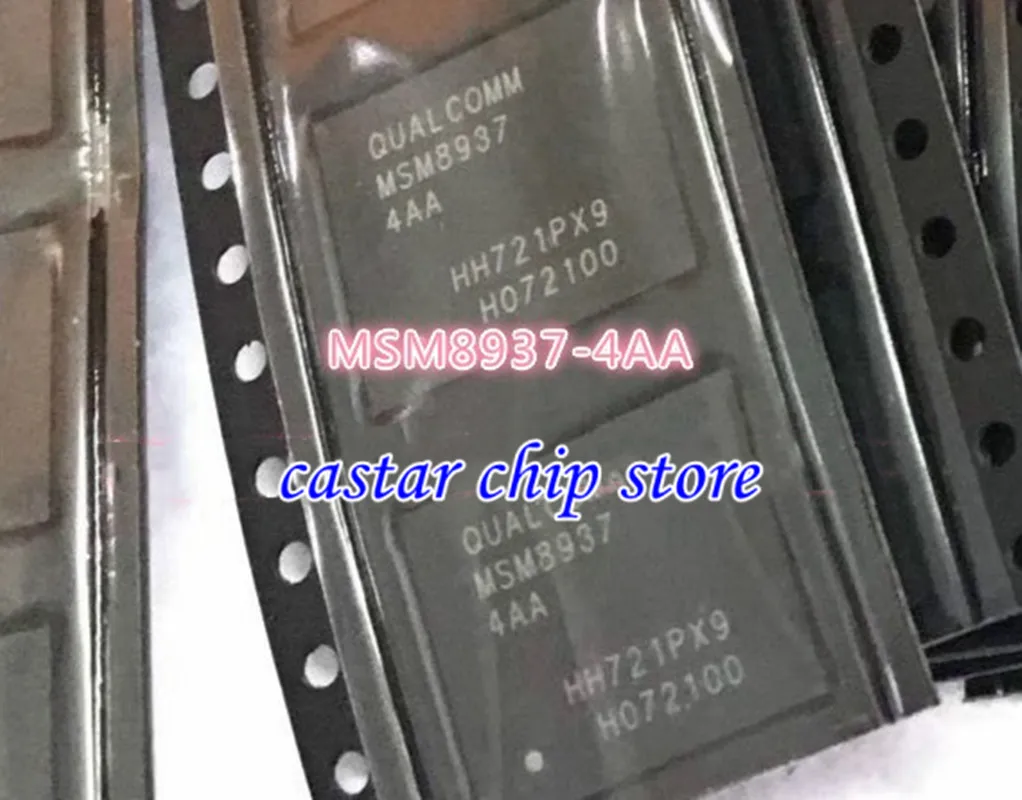 QUALCOMM
MSM8937
4AA
HH721PX9
H072100
MSM8937-4AA
castar chip store
MSM8937
4AA
HH721PX9
H072100